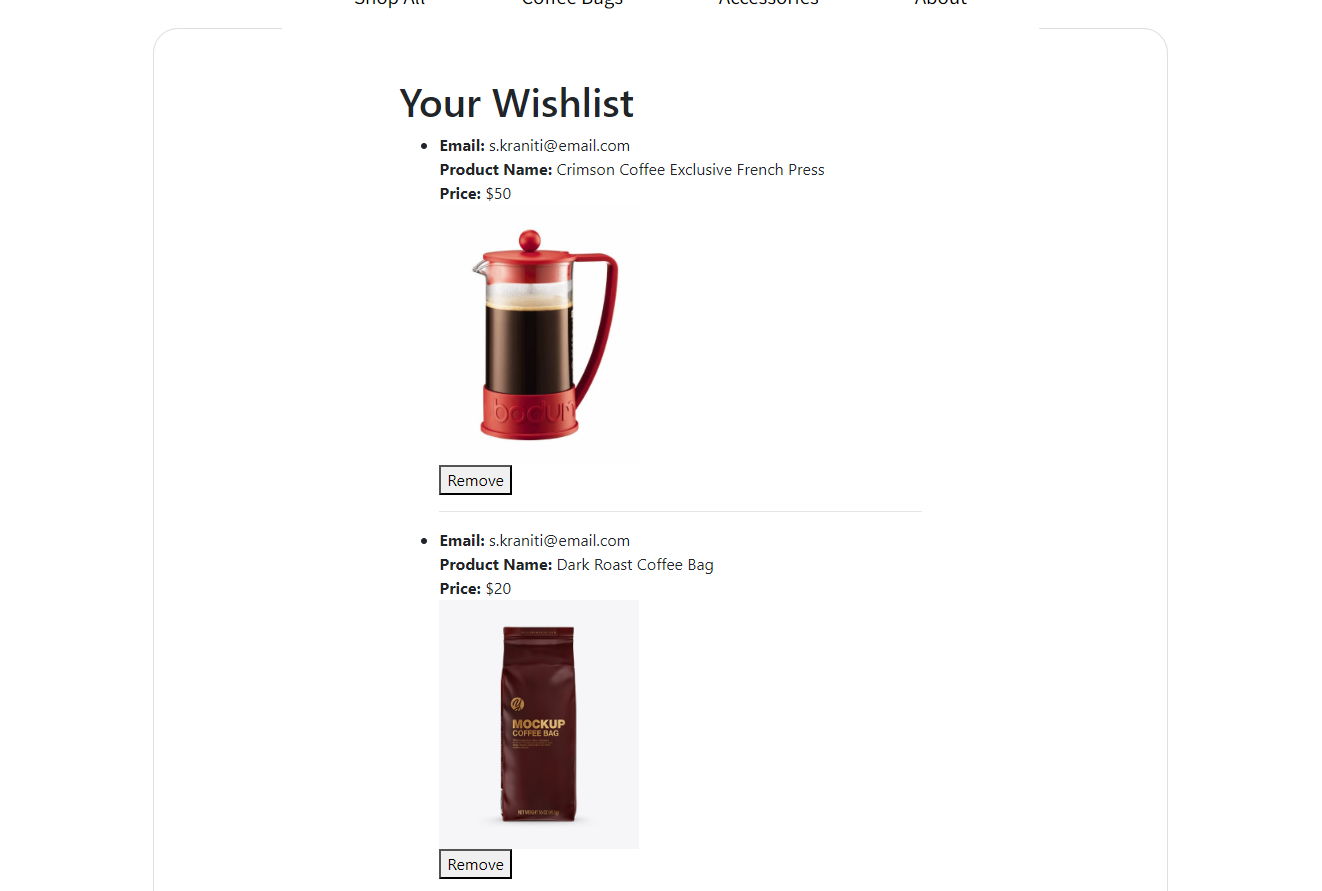 Shop All Coffee Bags Accessories About
Your Wishlist
Email: s.kraniti@email.com
Product Name: Crimson Coffee Exclusive French Press
Price: $50
bodum
Remove
Email: s.kraniti@email.com
Product Name: Dark Roast Coffee Bag
Price: $20
MOCKUP
COFFEE BAG
Remove